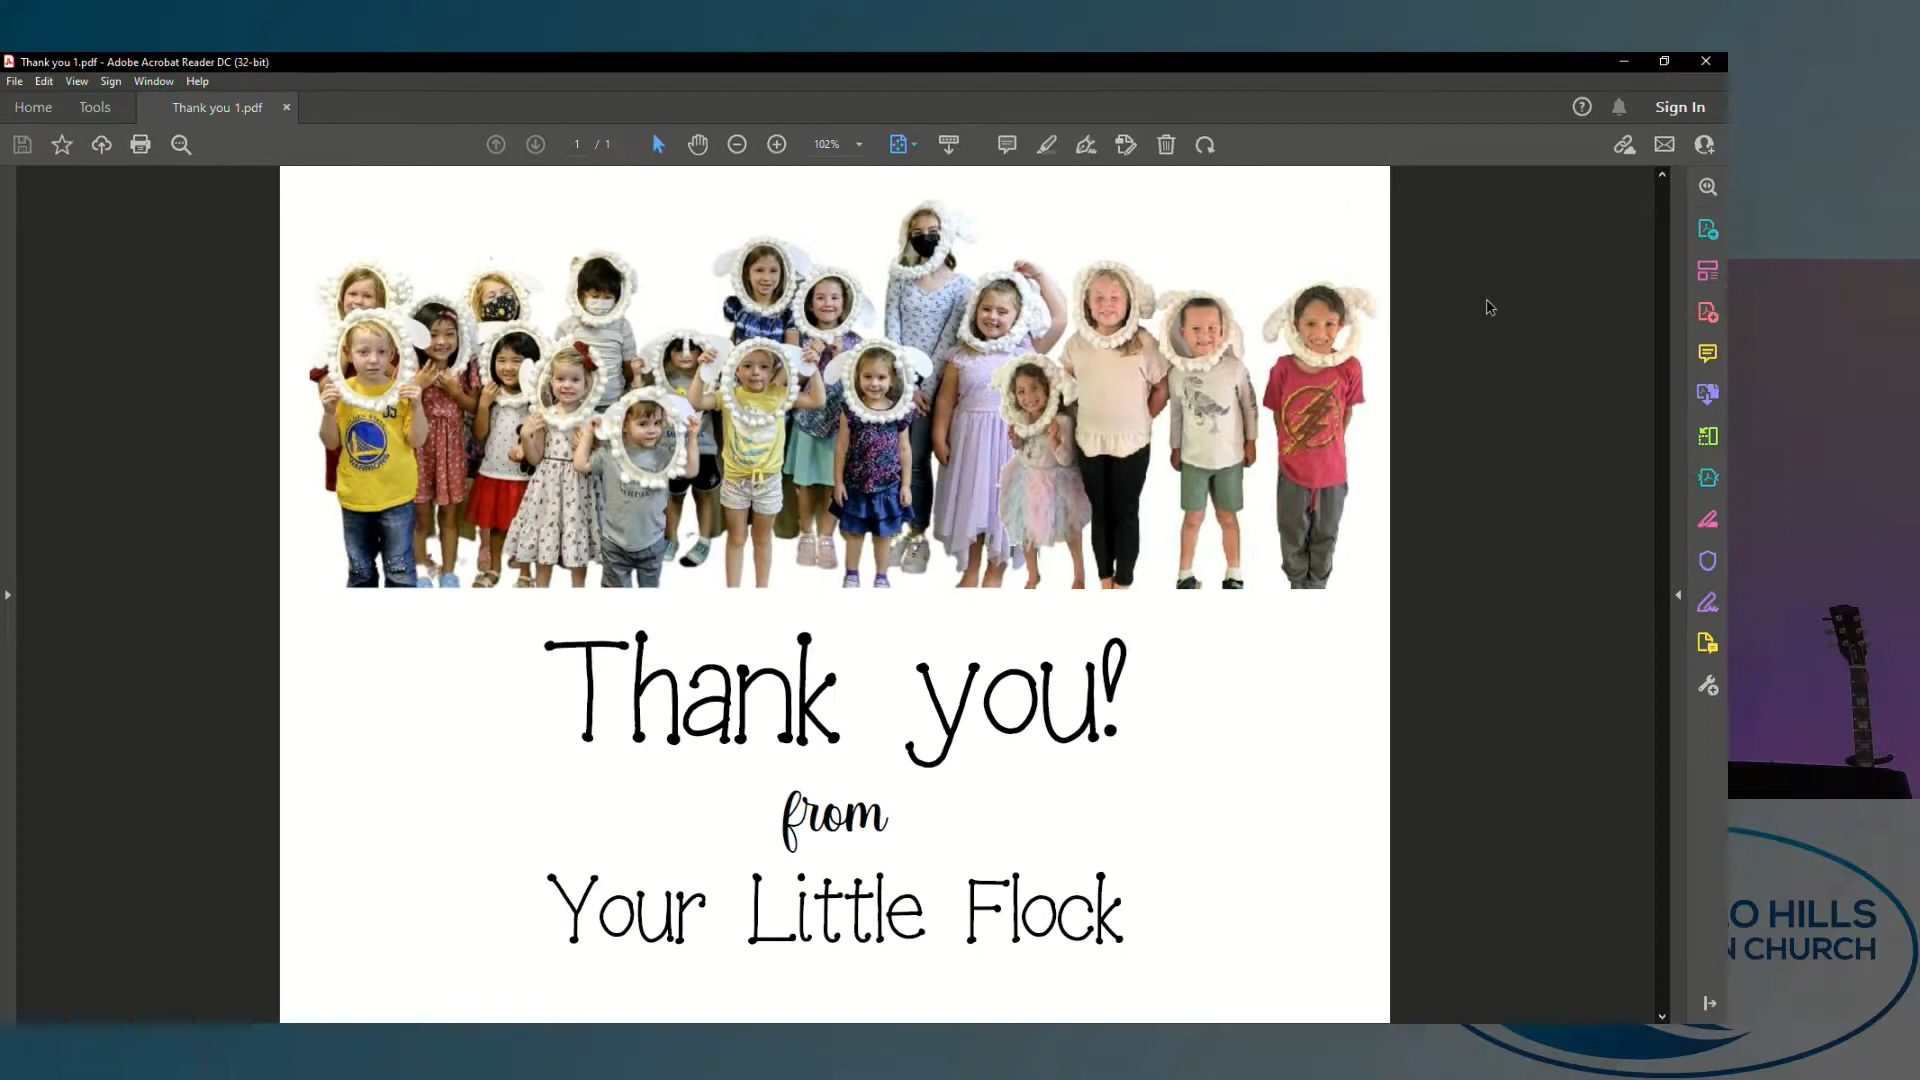 Thank you 1.pdf - Adobe Acrobat Reader DC (32-bit)
File Edit View Sign Window Help
Home Tools Thank you 1.pdf Sign In
1 / 1 102%
WARRIORS
Thank you!
from
Your Little Flock
O HILLS
N CHURCH